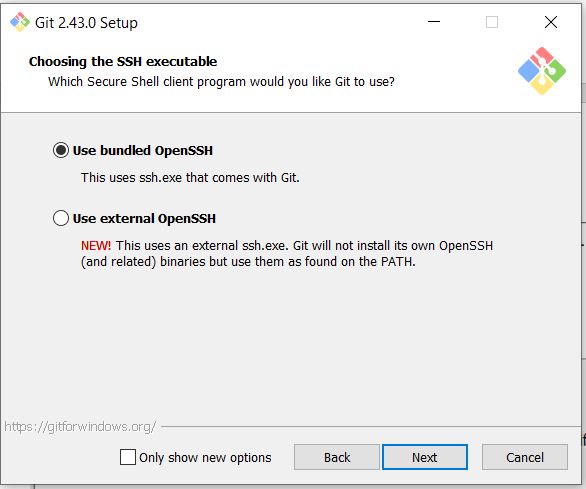 Git 2.43.0 Setup
Choosing the SSH executable
Which Secure Shell client program would you like Git to use?
Use bundled OpenSSH
This uses ssh.exe that comes with Git.
Use external OpenSSH
NEW! This uses an external ssh.exe. Git will not install its own OpenSSH
(and related) binaries but use them as found on the PATH.
https://gitforwindows.org/
Only show new options
Back
Next
Cancel